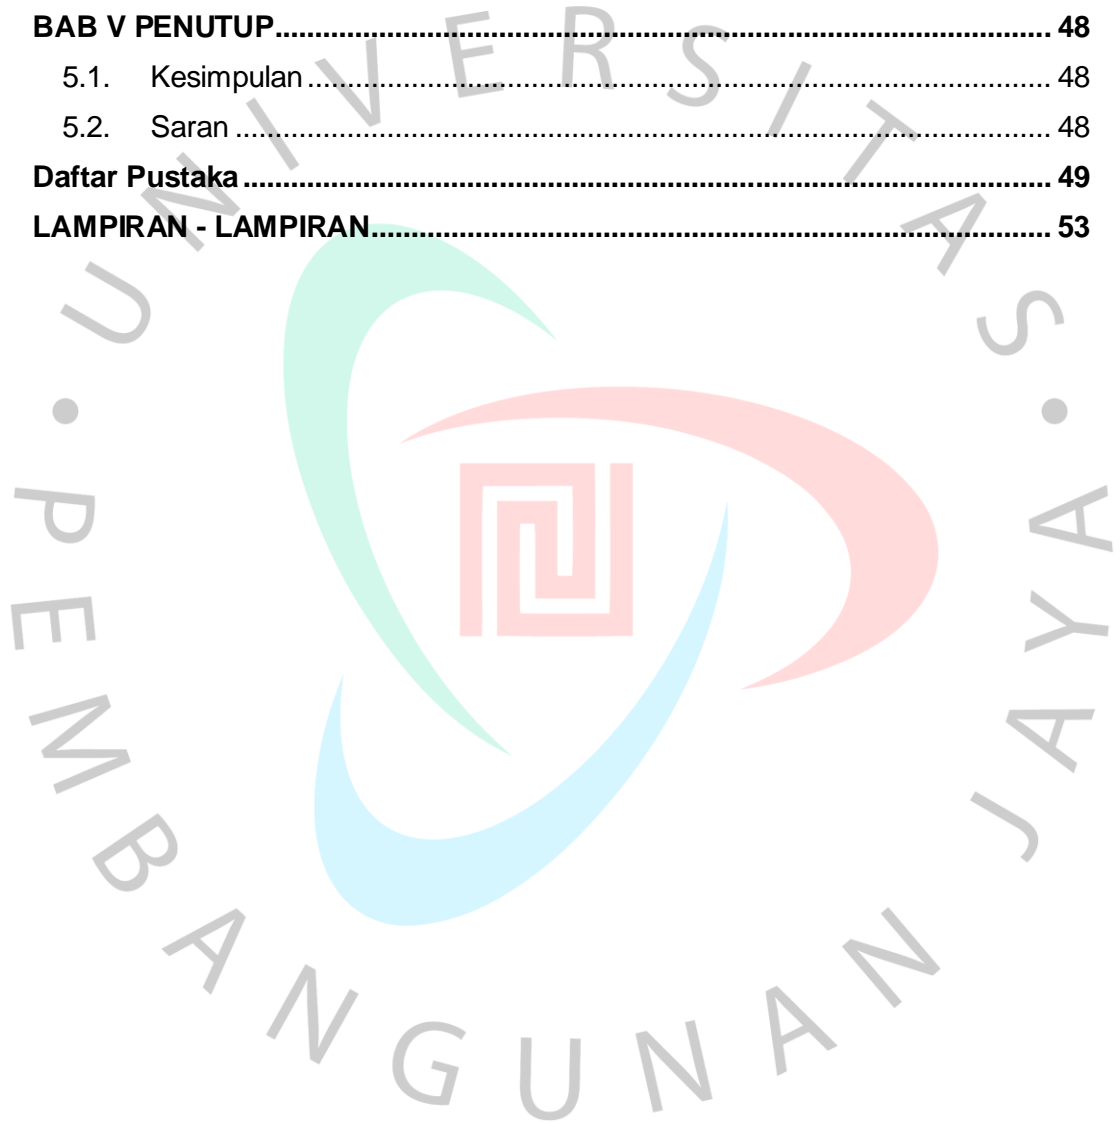 BAB V PENUTUP.................................................................................................. 48
5.1. Kesimpulan.............................................................................................. 48
5.2. Saran....................................................................................................... 48
Daftar Pustaka...................................................................................................... 49
LAMPIRAN - LAMPIRAN...................................................................................... 53
UNIVERSITAS • PEMBANGUNAN JAYA •